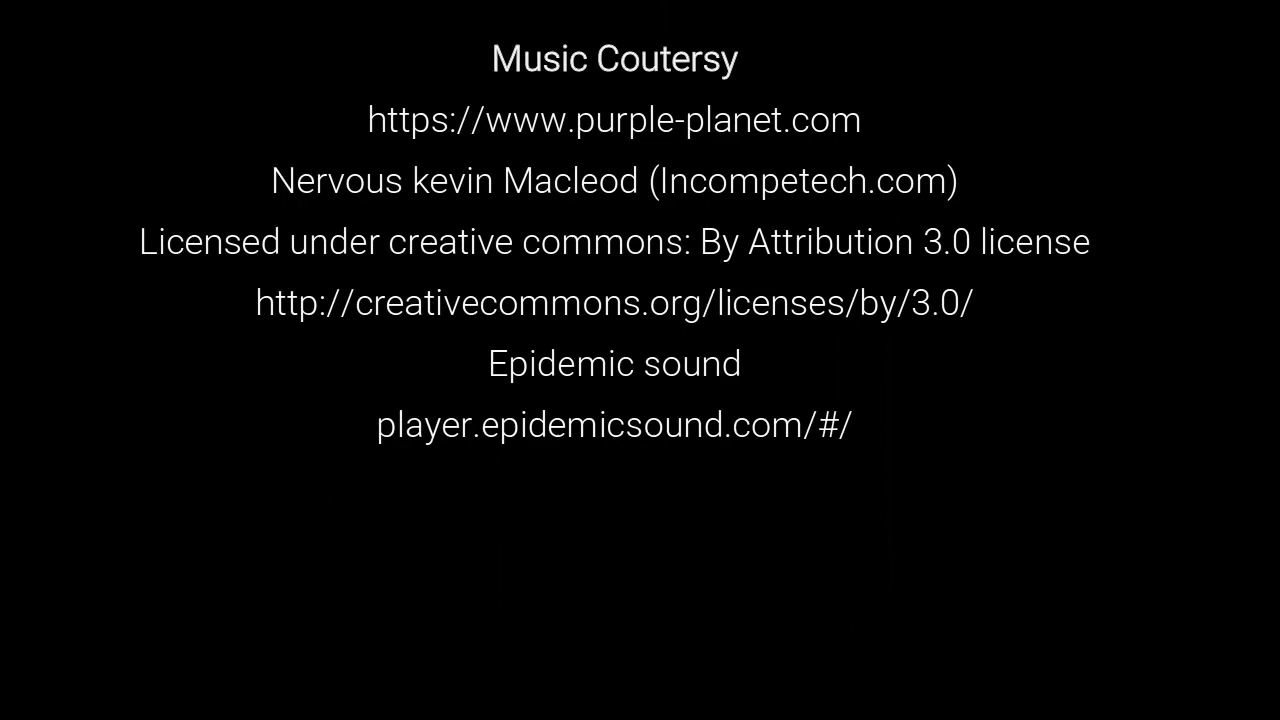 Music Coutersy
https://www.purple-planet.com
Nervous kevin Macleod (Incompetech.com)
Licensed under creative commons: By Attribution 3.0 license
http://creativecommons.org/licenses/by/3.0/
Epidemic sound
player.epidemicsound.com/#/